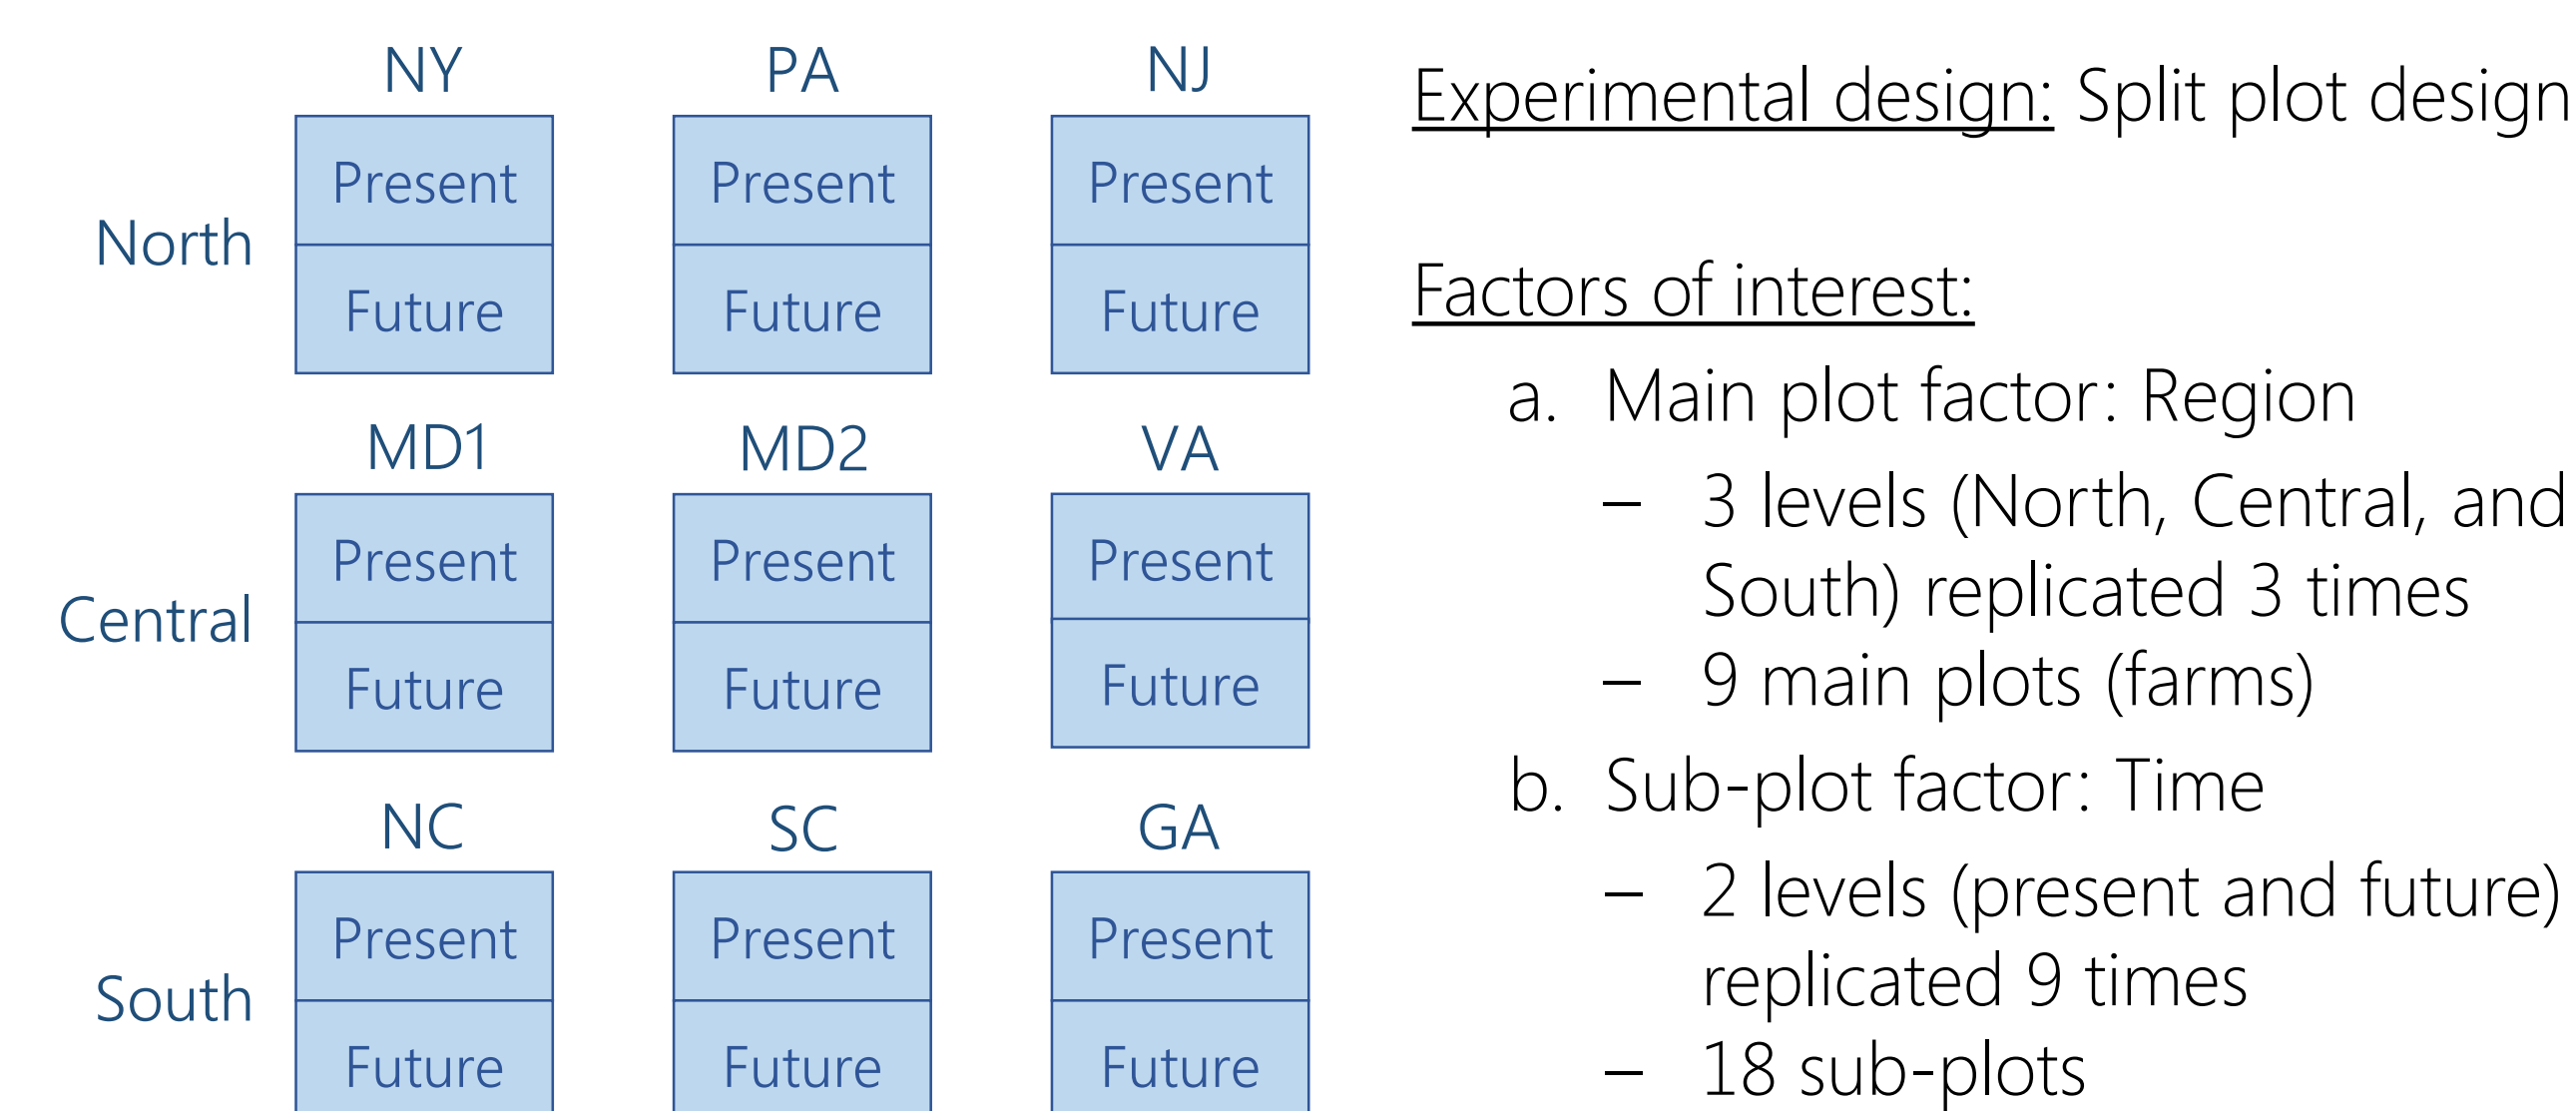 NY PA NJ
North
Present Present Present
Future Future Future
MD1 MD2 VA
Central
Present Present Present
Future Future Future
NC SC GA
South
Present Present Present
Future Future Future
Experimental design: Split plot design
Factors of interest:
a. Main plot factor: Region
– 3 levels (North, Central, and
South) replicated 3 times
– 9 main plots (farms)
b. Sub-plot factor: Time
– 2 levels (present and future)
replicated 9 times
– 18 sub-plots